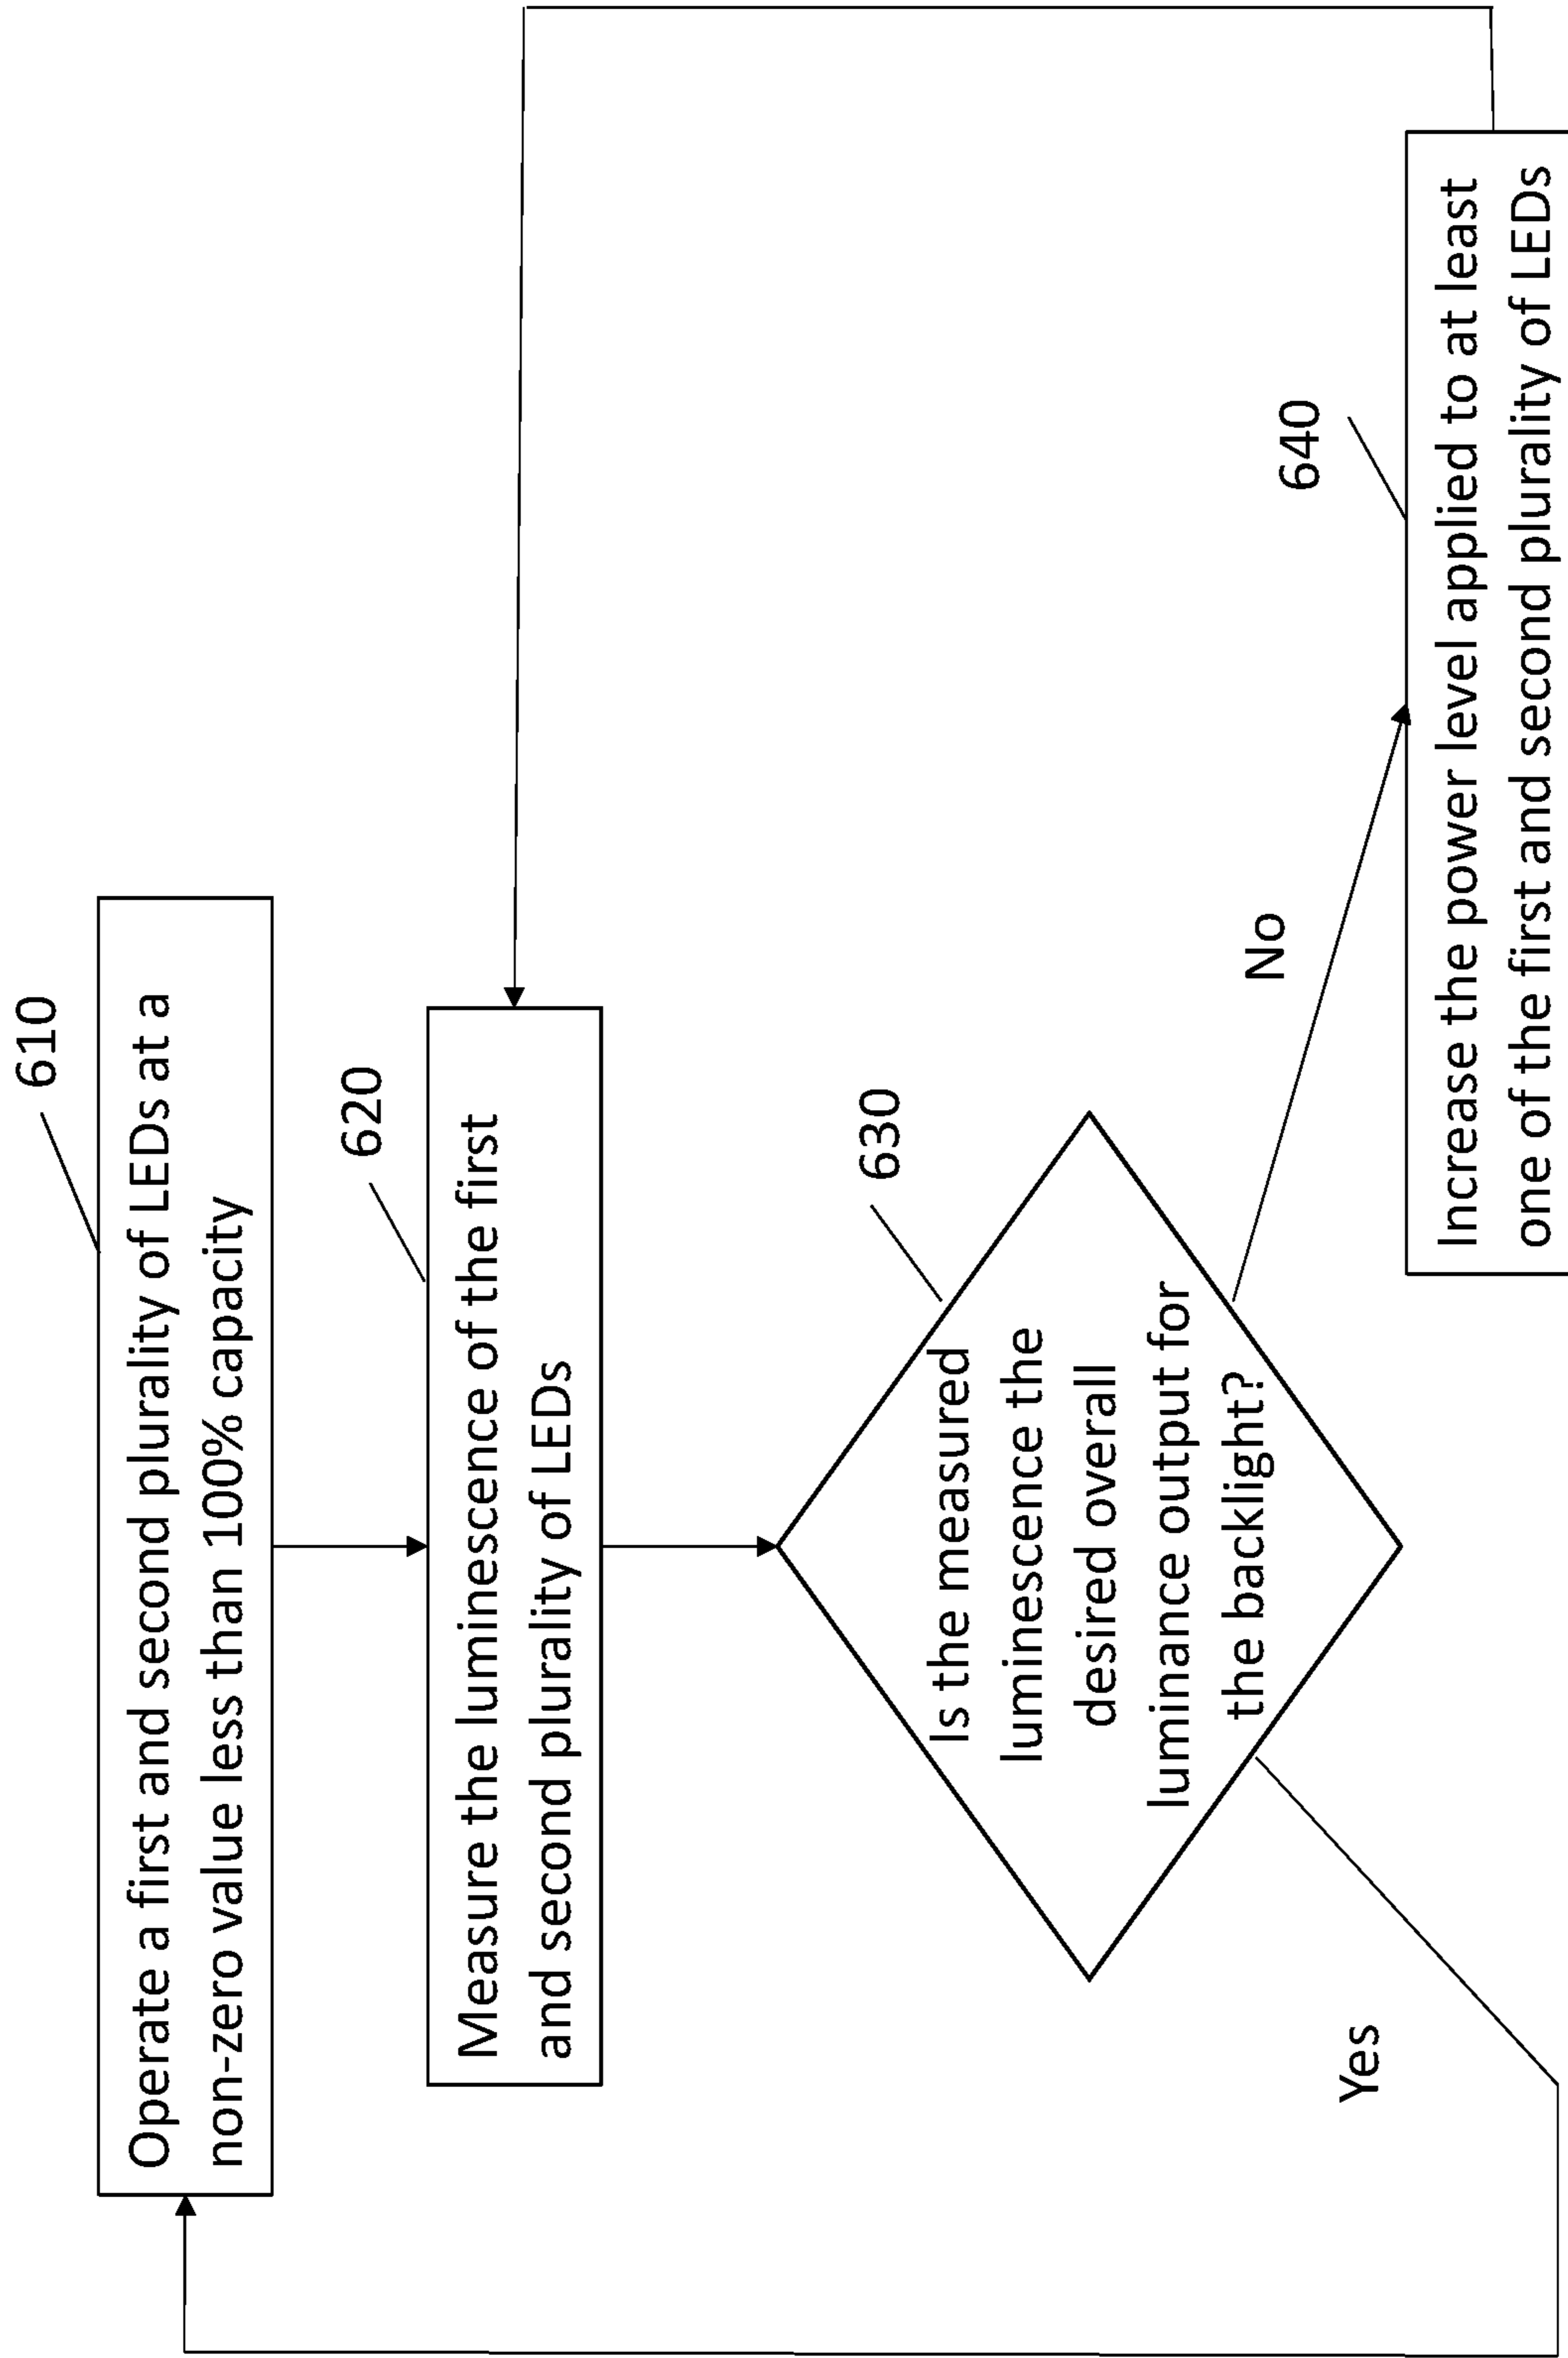 610
Operate a first and second plurality of LEDs at a
non-zero value less than 100% capacity
620
Measure the luminescence of the first
and second plurality of LEDs
630
Is the measured
luminescence the
desired overall
luminance output for
the backlight?
Yes
No
640
Increase the power level applied to at least
one of the first and second plurality of LEDs